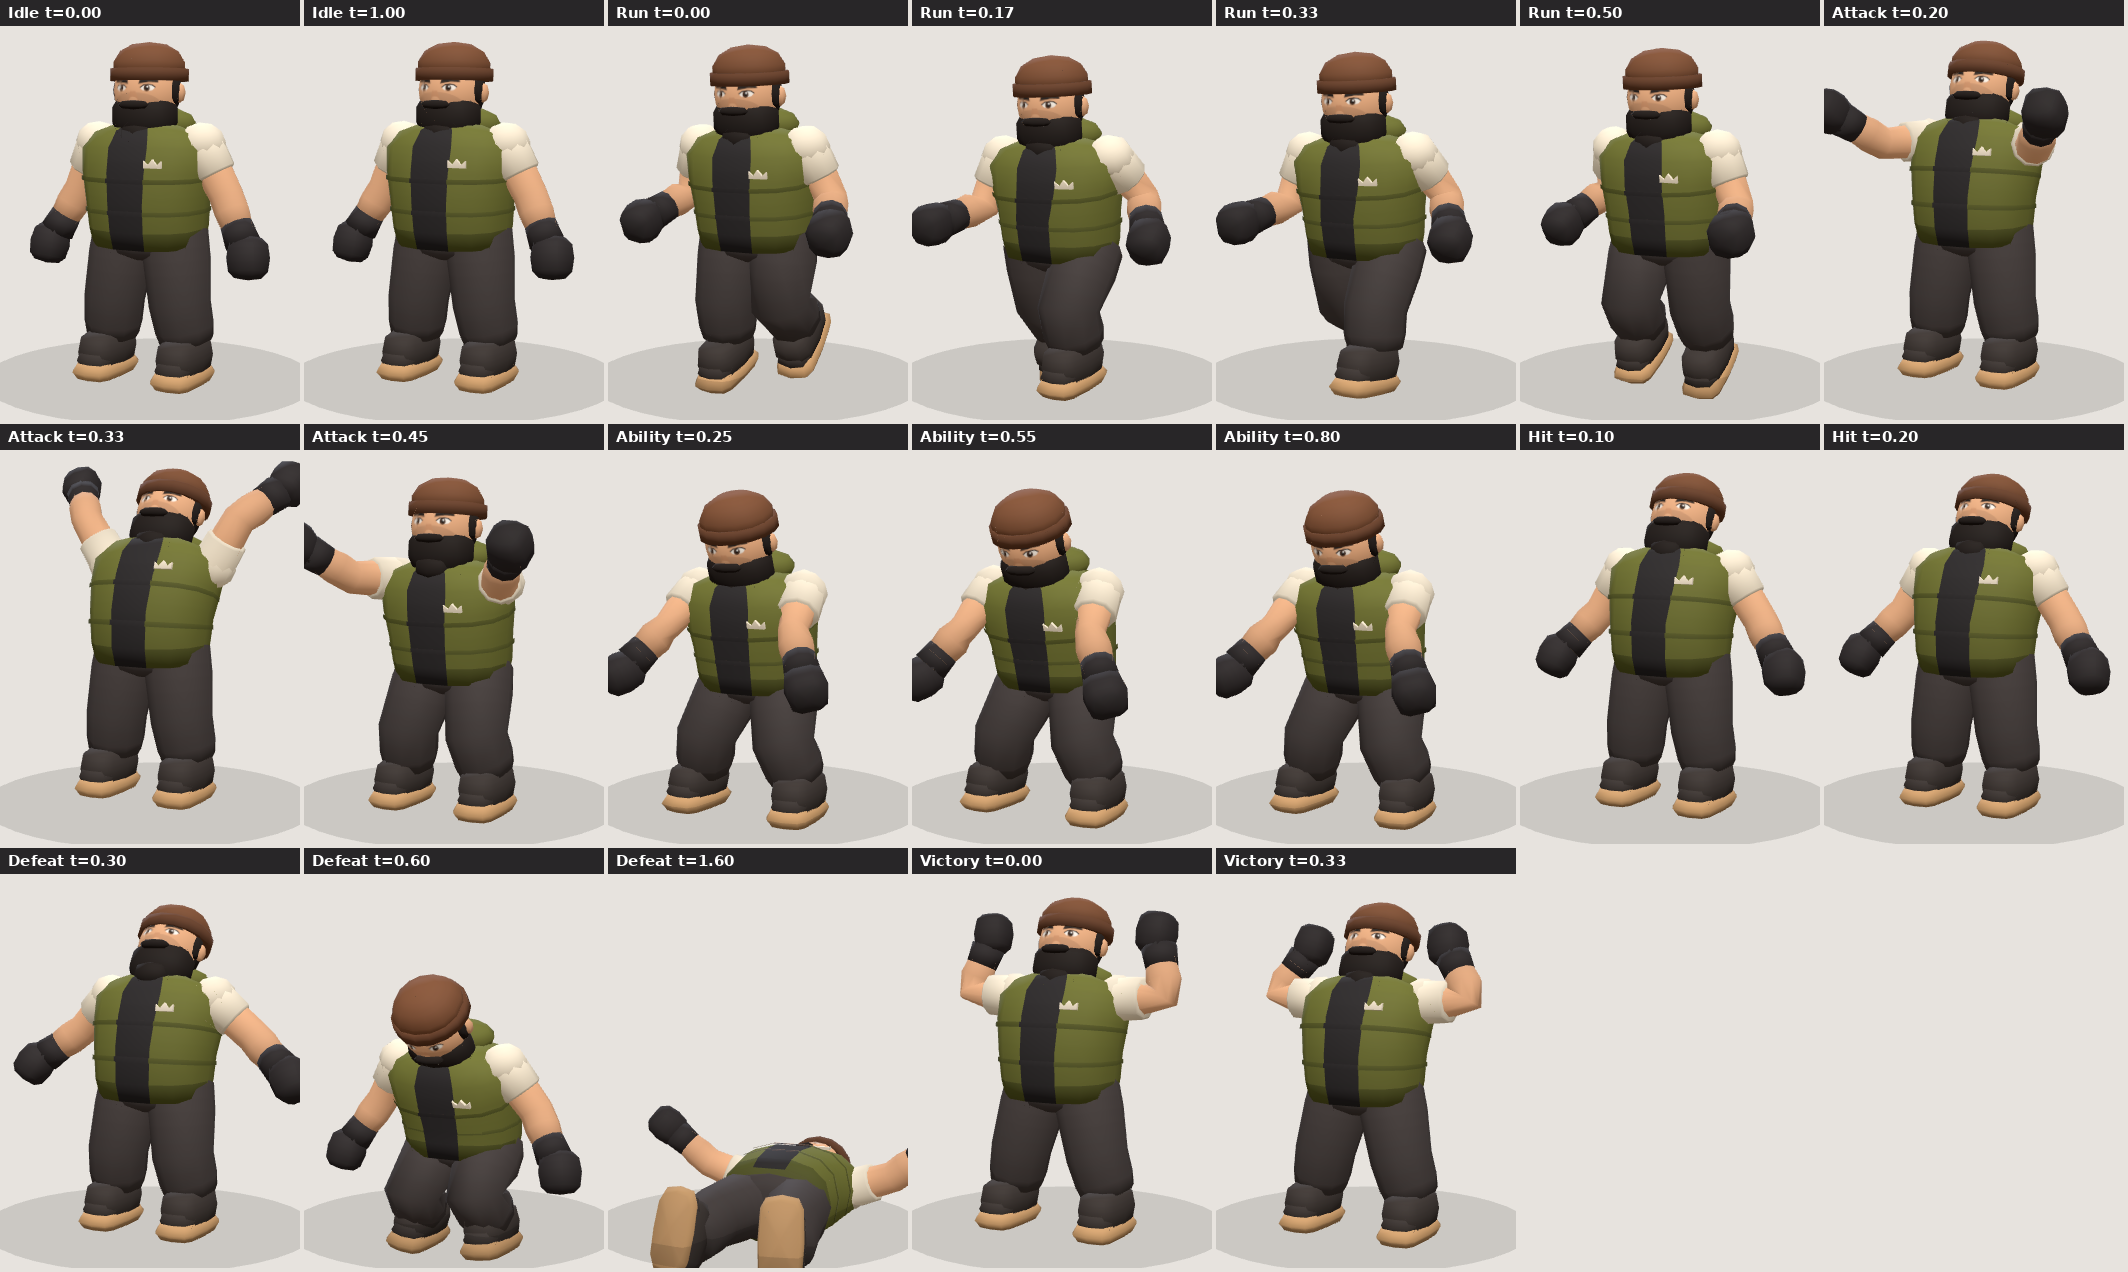 Idle t=0.00
Idle t=1.00
Run t=0.00
Run t=0.17
Run t=0.33
Run t=0.50
Attack t=0.20
Attack t=0.33
Attack t=0.45
Ability t=0.25
Ability t=0.55
Ability t=0.80
Hit t=0.10
Hit t=0.20
Defeat t=0.30
Defeat t=0.60
Defeat t=1.60
Victory t=0.00
Victory t=0.33